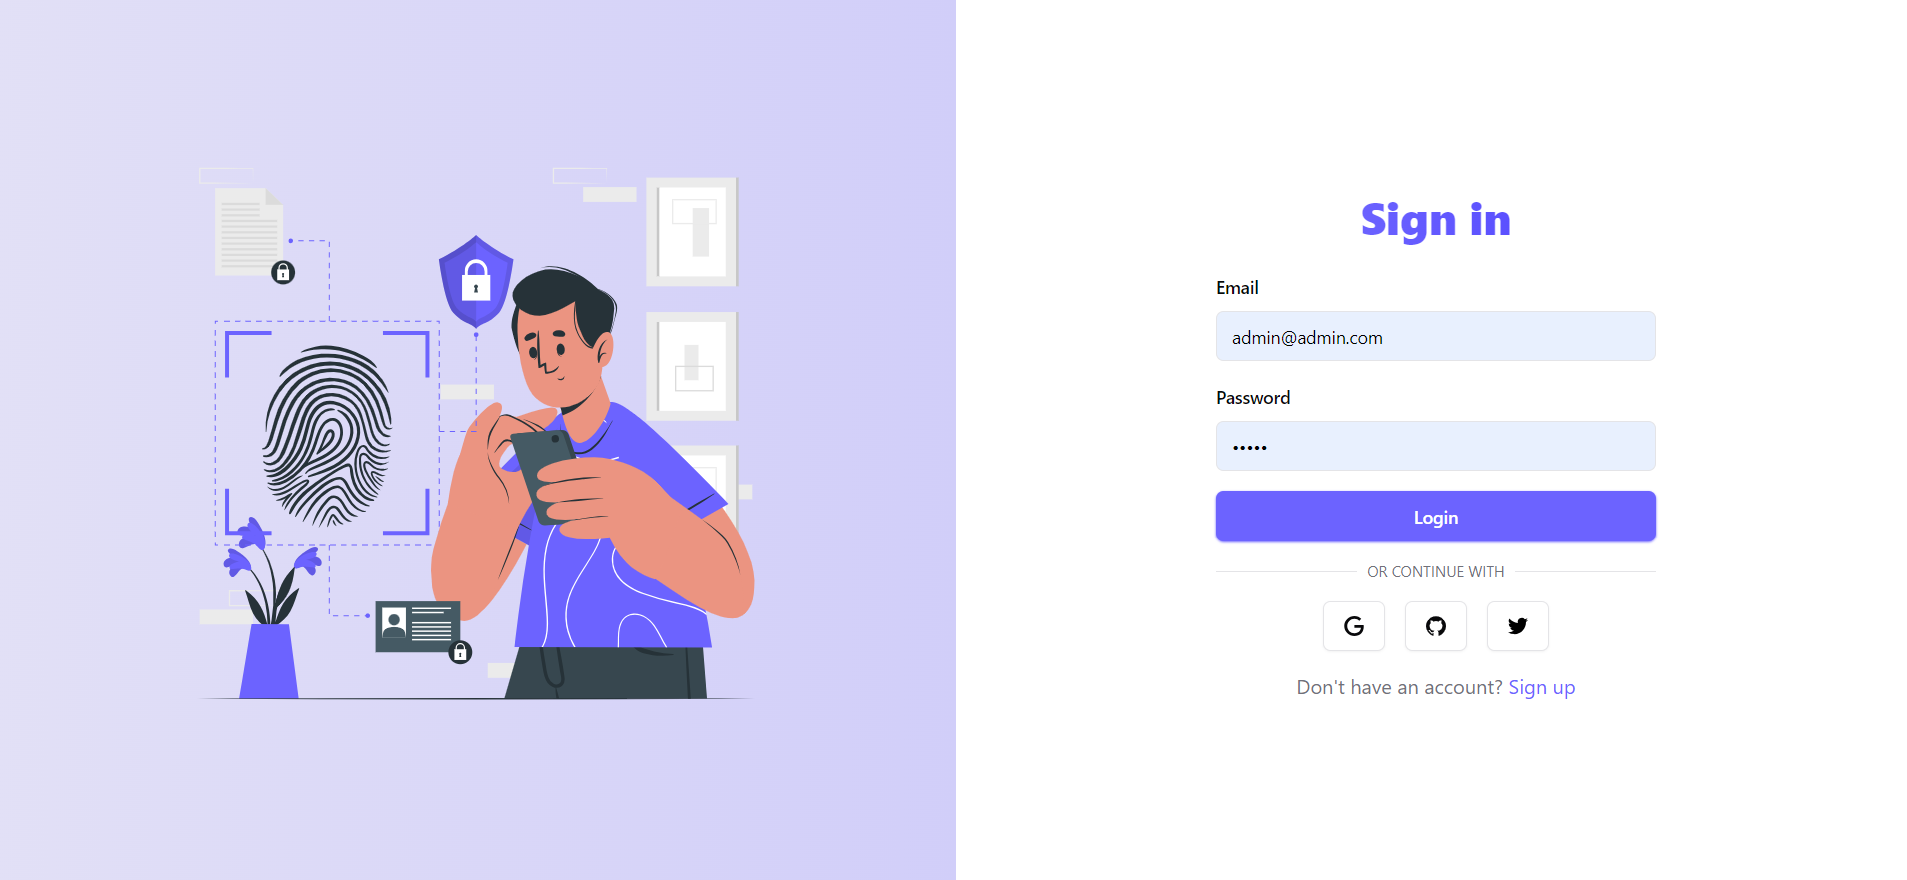 Sign in
Email
admin@admin.com
Password
•••••
Login
OR CONTINUE WITH
Don't have an account? Sign up